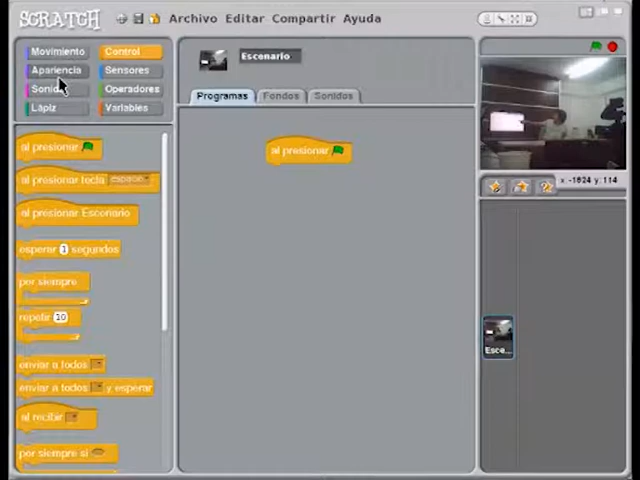 SCRATCH Archivo Editar Compartir Ayuda
Movimiento Control
Apariencia Sensores
Sonido Operadores
Lápiz Variables
Escenario
Programas Fondos Sonidos
al presionar
al presionar
al presionar tecla espacio
al presionar Escenario
esperar 1 segundos
por siempre
repetir 10
enviar a todos
enviar a todos y esperar
al recibir
por siempre si
x: -1824 y: 114
Esce...